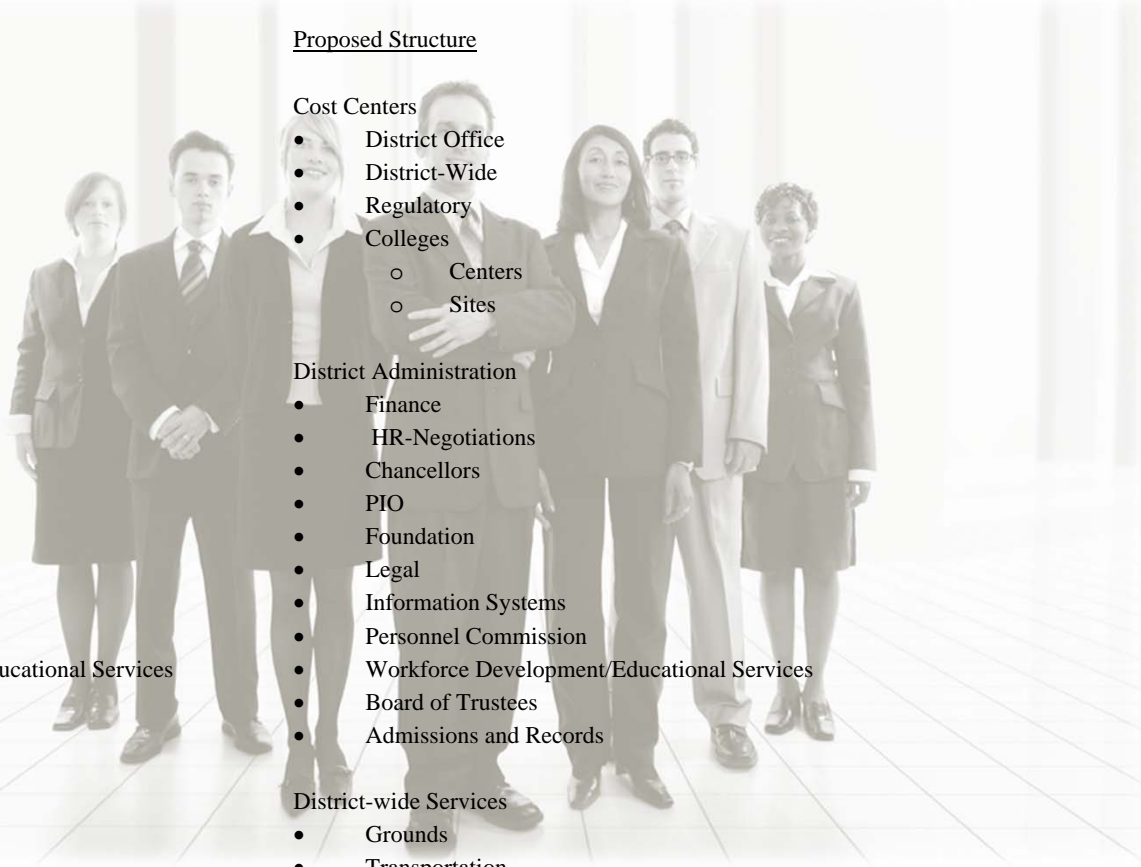 Proposed Structure
Cost Centers
• District Office
• District-Wide
• Regulatory
• Colleges
o Centers
o Sites
District Administration
• Finance
• HR-Negotiations
• Chancellors
• PIO
• Foundation
• Legal
• Information Systems
• Personnel Commission
ucational Services • Workforce Development/Educational Services
• Board of Trustees
• Admissions and Records
District-wide Services
• Grounds
• Transportation